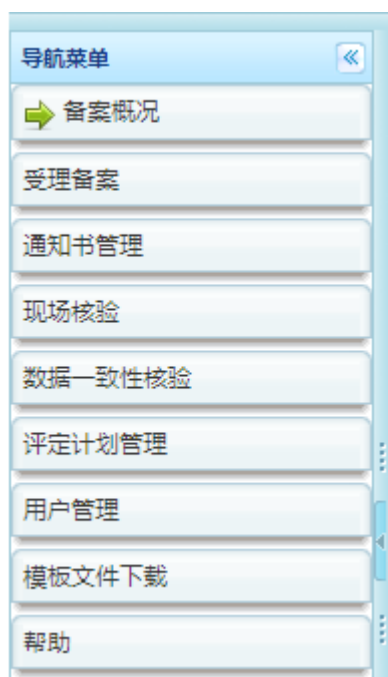 导航菜单
备案概况
受理备案
通知书管理
现场核验
数据一致性核验
评定计划管理
用户管理
模板文件下载
帮助